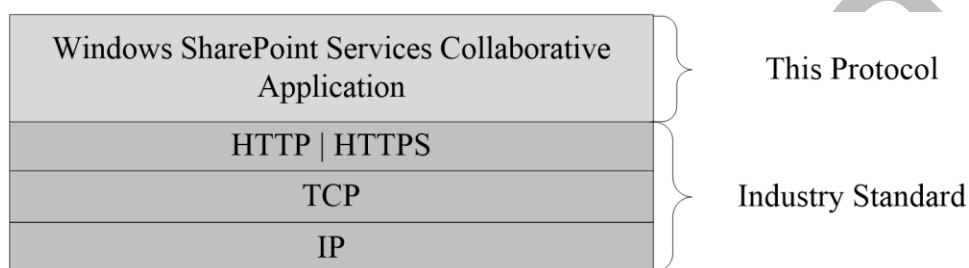 Windows SharePoint Services Collaborative
Application
This Protocol
HTTP | HTTPS
TCP
Industry Standard
IP